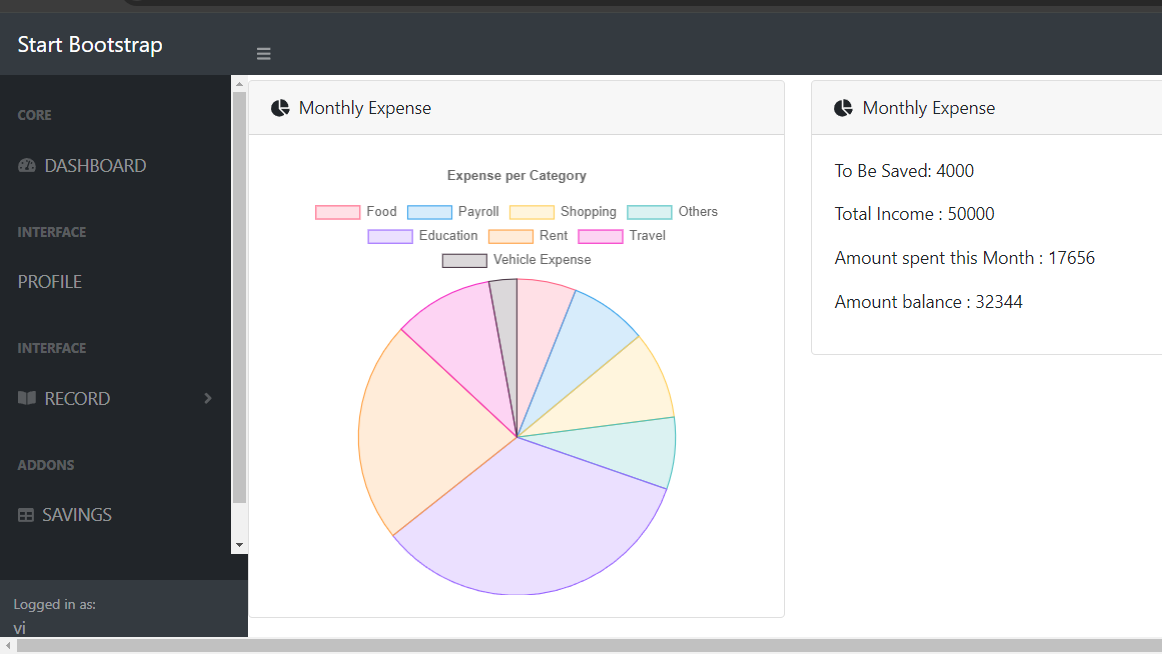 Start Bootstrap
CORE
DASHBOARD
INTERFACE
PROFILE
INTERFACE
RECORD
ADDONS
SAVINGS
Logged in as:
vi
Monthly Expense
Expense per Category
Food Payroll Shopping Others
Education Rent Travel
Vehicle Expense
Monthly Expense
To Be Saved: 4000
Total Income : 50000
Amount spent this Month : 17656
Amount balance : 32344